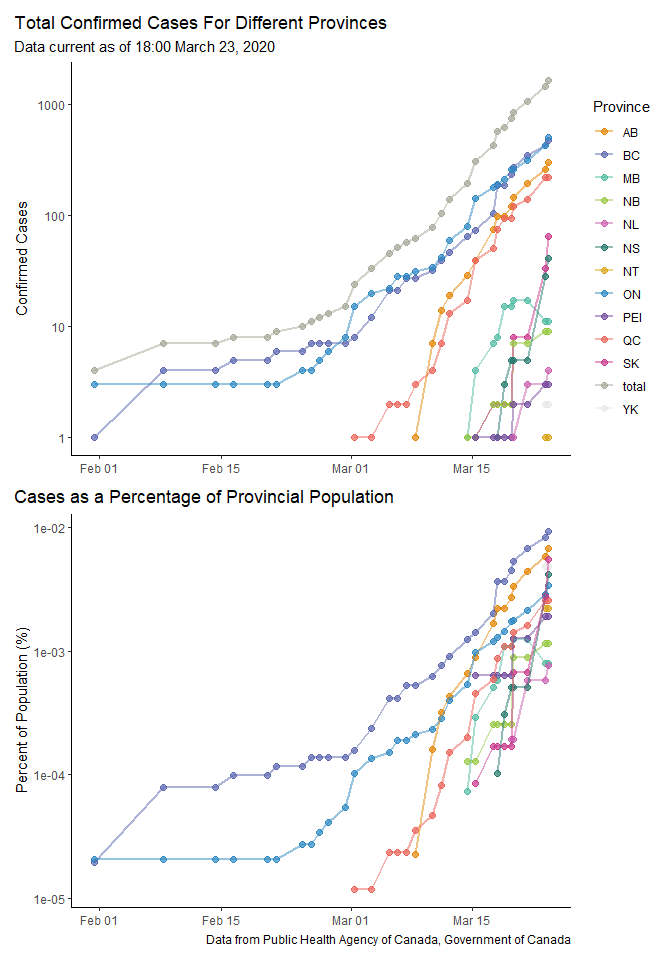 Total Confirmed Cases For Different Provinces
Data current as of 18:00 March 23, 2020
1000
100
10
1
Confirmed Cases
Feb 01 Feb 15 Mar 01 Mar 15
Province
AB
BC
MB
NB
NL
NS
NT
ON
PEI
QC
SK
total
YK
Cases as a Percentage of Provincial Population
1e-02
1e-03
1e-04
1e-05
Percent of Population (%)
Feb 01 Feb 15 Mar 01 Mar 15
Data from Public Health Agency of Canada, Government of Canada